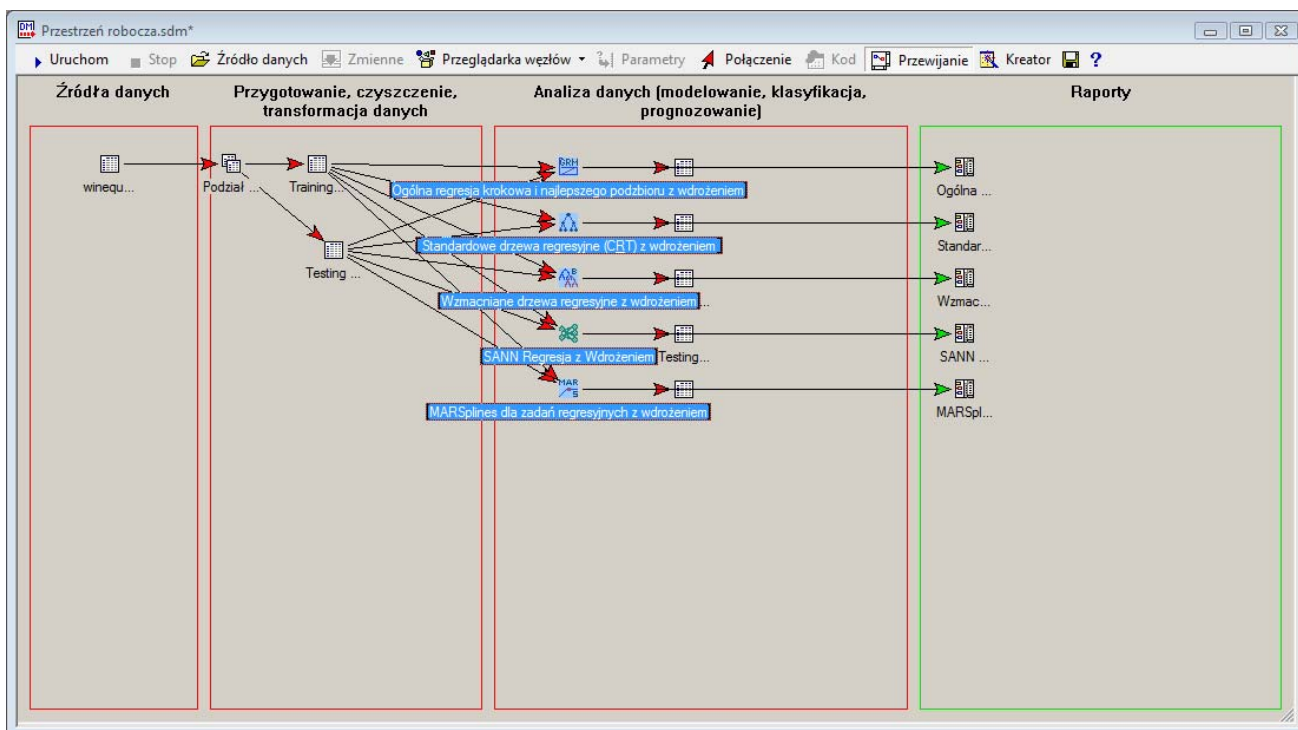 DM
Przestrzeń robocza.sdm*
Uruchom Stop Źródło danych Zmienne Przeglądarka węzłów Parametry Połączenie Kod Przewijanie Kreator ?
Źródła danych
Przygotowanie, czyszczenie,
transformacja danych
Analiza danych (modelowanie, klasyfikacja,
prognozowanie)
Raporty
winequ...
Podział ...
Training...
GRM
Ogólna regresja krokowa i najlepszego podzbioru z wdrożeniem
Ogólna ...
Standardowe drzewa regresyjne (CRT) z wdrożeniem
Standar...
Testing ...
B
Wzmacniane drzewa regresyjne z wdrożeniem...
Wzmac...
SANN Regresja z Wdrożeniem
Testing...
SANN ...
MAR
S
MARSplines dla zadań regresyjnych z wdrożeniem
MARSpl...